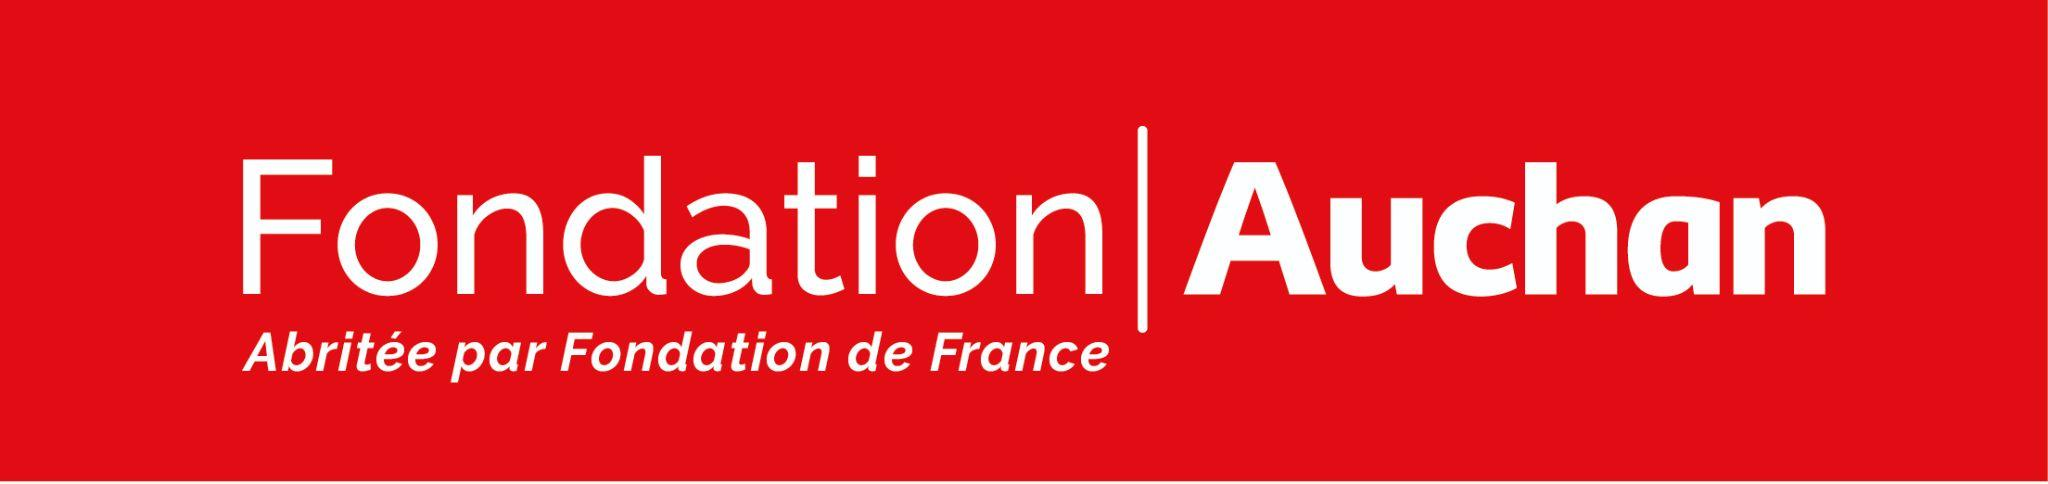 Fondation Auchan
Abritée par Fondation de France